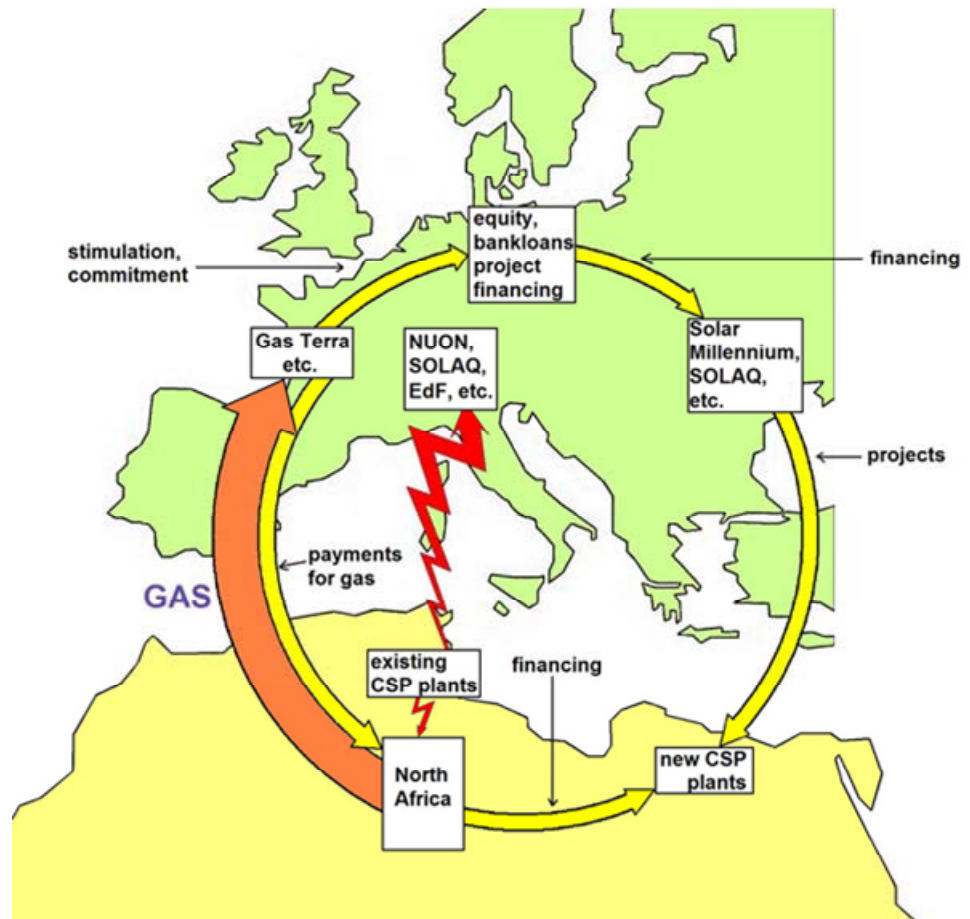 equity,
bankloans
project
financing
stimulation,
commitment
financing
Gas Terra
etc.
NUON,
SOLAQ,
EdF, etc.
Solar
Millennium,
SOLAQ,
etc.
projects
payments
for gas
GAS
existing
CSP plants
financing
North
Africa
new CSP
plants